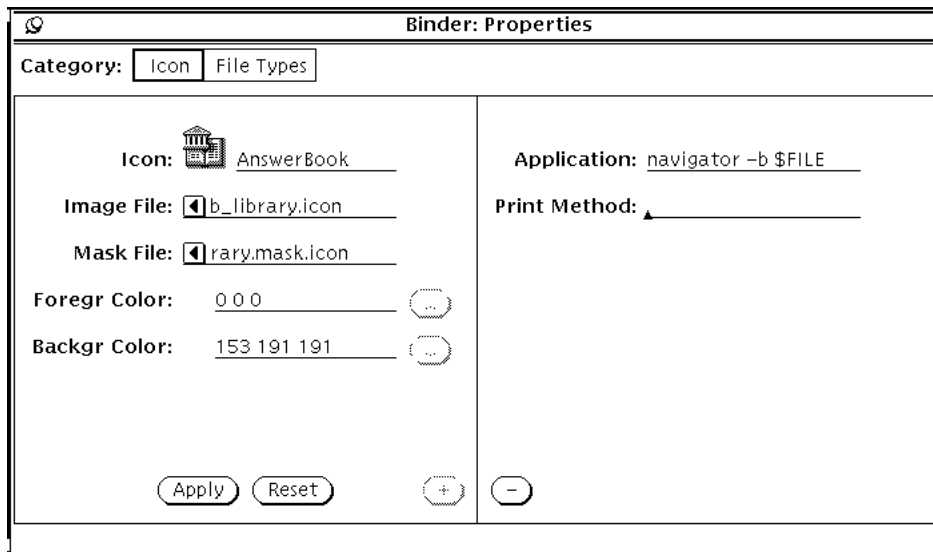 Binder: Properties
Category: Icon File Types
Icon: AnswerBook
Image File: b_library.icon
Mask File: rary.mask.icon
Foregr Color: 0 0 0 ...
Backgr Color: 153 191 191 ...
Apply Reset +
Application: navigator –b $FILE
Print Method:
–